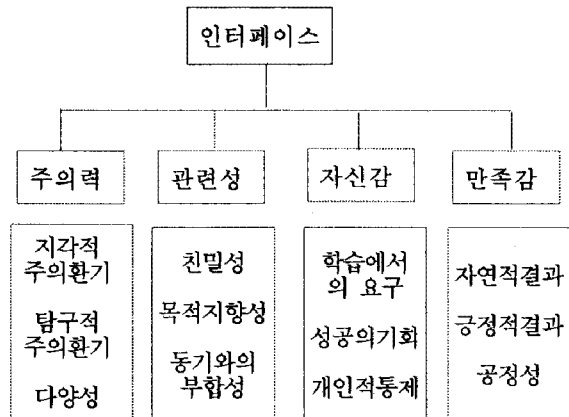 인터페이스
주의력
관련성
자신감
만족감
지각적
주의환기
탐구적
주의환기
다양성
친밀성
목적지향성
동기와의
부합성
학습에서
의 요구
성공의기회
개인적통제
자연적결과
긍정적결과
공정성